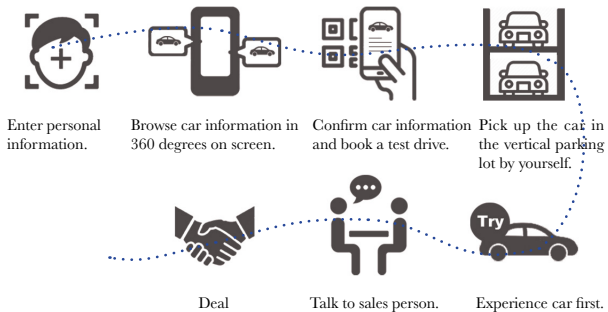 Enter personal
information.
Browse car information in
360 degrees on screen.
Confirm car information
and book a test drive.
Pick up the car in
the vertical parking
lot by yourself.
Try
Deal
Talk to sales person.
Experience car first.